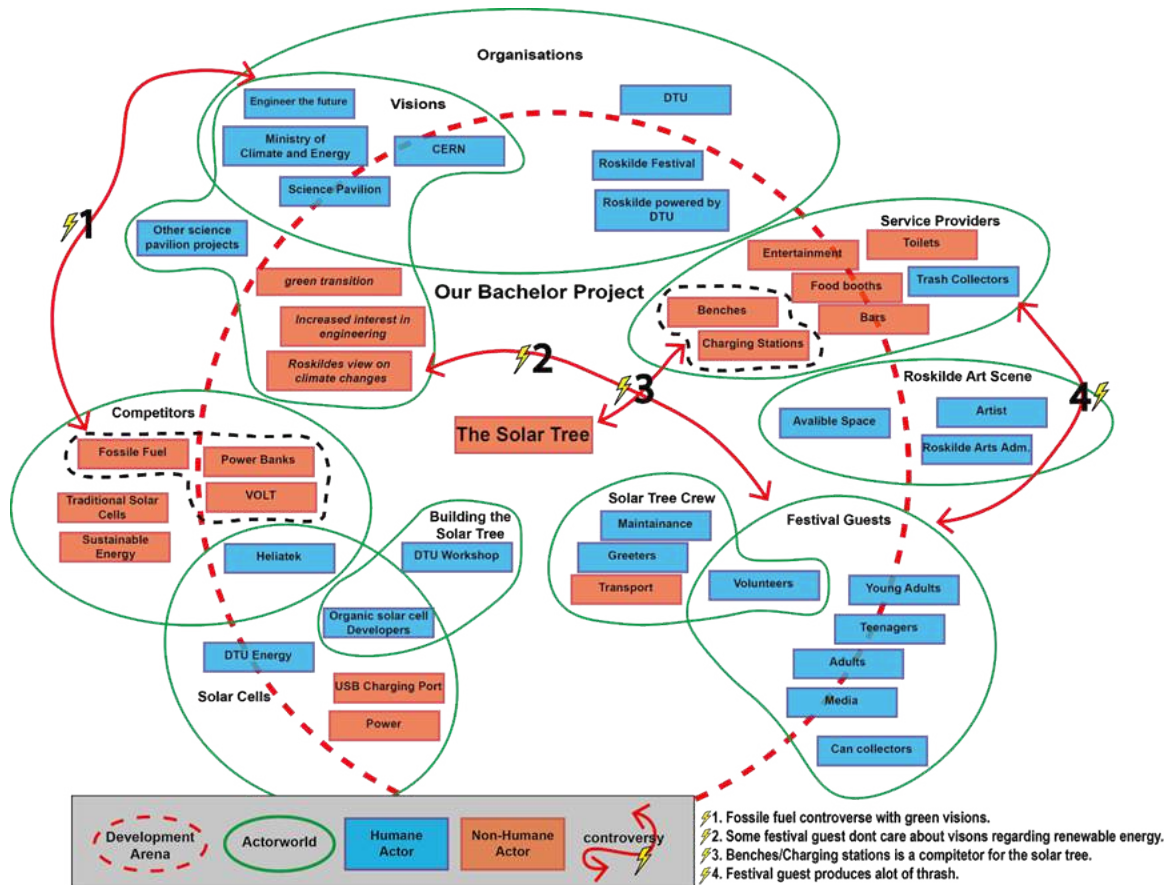 Organisations
Engineer the future
Visions
DTU
Ministry of
Climate and Energy
CERN
Roskilde Festival
Science Pavilion
Roskilde powered by
DTU
1
Other science
pavilion projects
Service Providers
Toilets
Entertainment
Trash Collectors
Food booths
green transition
Our Bachelor Project
Benches
Bars
Increased interest in
engineering
Charging Stations
Roskildes view on
climate changes
2
3
Roskilde Art Scene
4
Competitors
Artist
Avalible Space
The Solar Tree
Roskilde Arts Adm.
Fossile Fuel
Power Banks
VOLT
Traditional Solar
Cells
Sustainable
Energy
Building the
Solar Tree
DTU Workshop
Heliatek
Solar Tree Crew
Maintainance
Greeters
Transport
Volunteers
Festival Guests
Young Adults
Teenagers
Adults
Media
Can collectors
Organic solar cell
Developers
DTU Energy
Solar Cells
USB Charging Port
Power
Development
Arena
Actorworld
Humane
Actor
Non-Humane
Actor
controversy
1. Fossile fuel controverse with green visions.
2. Some festival guest dont care about visons regarding renewable energy.
3. Benches/Charging stations is a compitetor for the solar tree.
4. Festival guest produces alot of thrash.